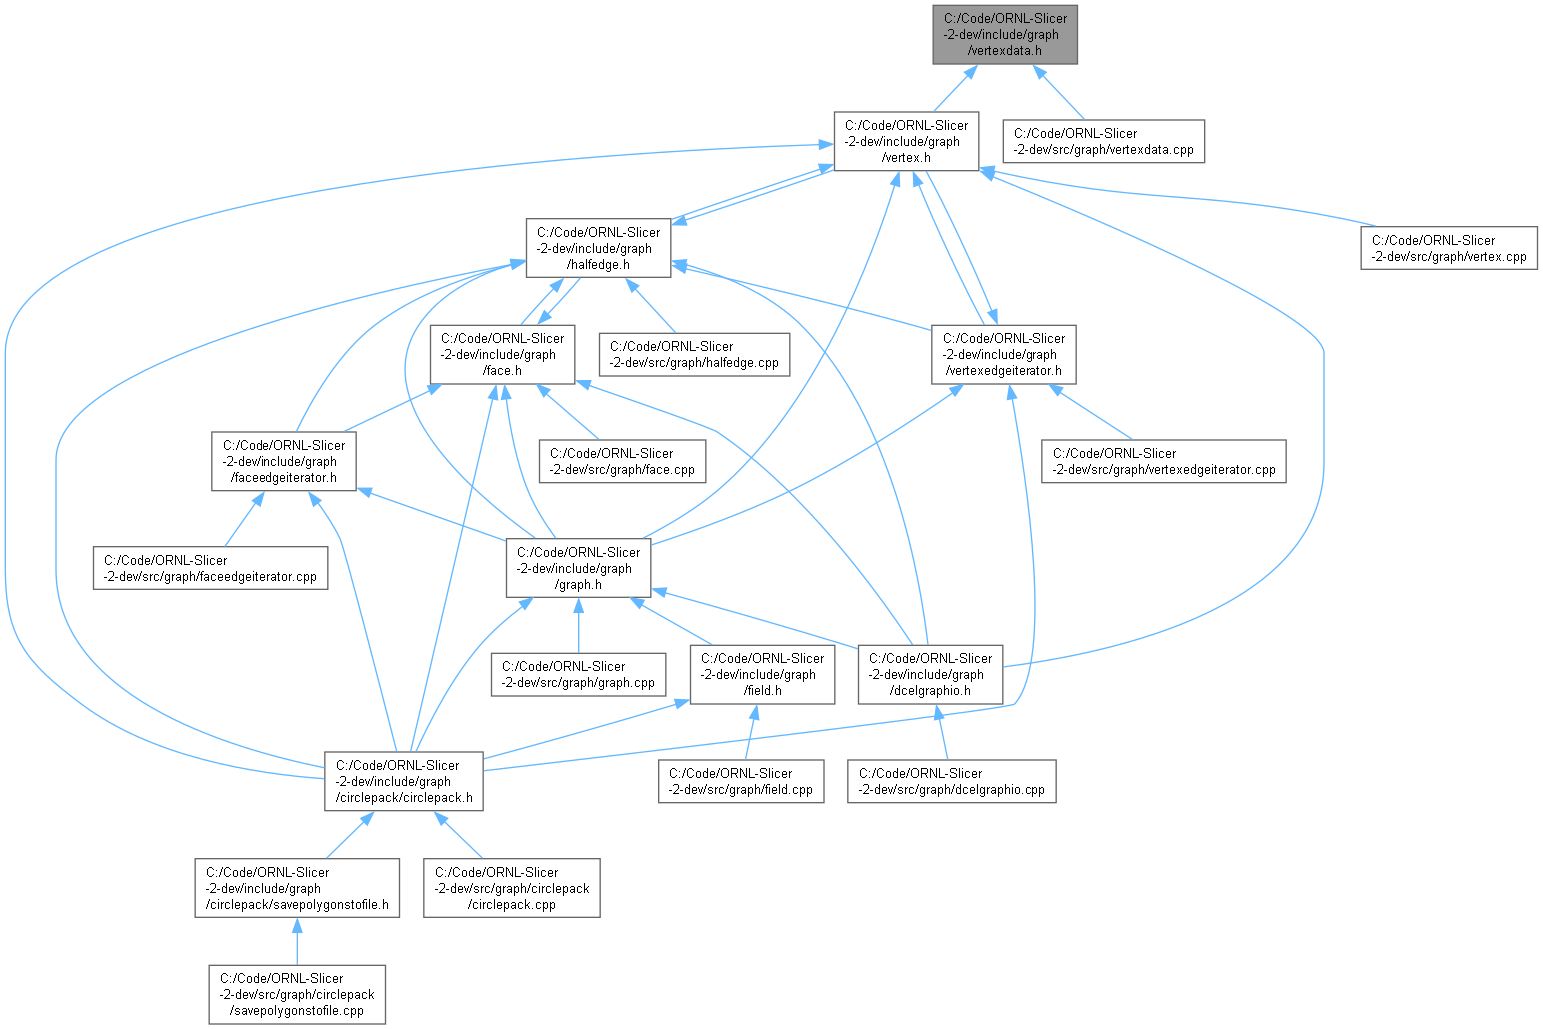 C:/Code/ORNL-Slicer
-2-dev/include/graph
/vertexdata.h
C:/Code/ORNL-Slicer
-2-dev/include/graph
/vertex.h
C:/Code/ORNL-Slicer
-2-dev/src/graph/vertexdata.cpp
C:/Code/ORNL-Slicer
-2-dev/include/graph
/halfedge.h
C:/Code/ORNL-Slicer
-2-dev/src/graph/vertex.cpp
C:/Code/ORNL-Slicer
-2-dev/include/graph
/face.h
C:/Code/ORNL-Slicer
-2-dev/src/graph/halfedge.cpp
C:/Code/ORNL-Slicer
-2-dev/include/graph
/vertexedgeiterator.h
C:/Code/ORNL-Slicer
-2-dev/include/graph
/faceedgeiterator.h
C:/Code/ORNL-Slicer
-2-dev/src/graph/face.cpp
C:/Code/ORNL-Slicer
-2-dev/src/graph/vertexedgeiterator.cpp
C:/Code/ORNL-Slicer
-2-dev/src/graph/faceedgeiterator.cpp
C:/Code/ORNL-Slicer
-2-dev/include/graph
/graph.h
C:/Code/ORNL-Slicer
-2-dev/src/graph/graph.cpp
C:/Code/ORNL-Slicer
-2-dev/include/graph
/field.h
C:/Code/ORNL-Slicer
-2-dev/include/graph
/dcelgraphio.h
C:/Code/ORNL-Slicer
-2-dev/include/graph
/circlepack/circlepack.h
C:/Code/ORNL-Slicer
-2-dev/src/graph/field.cpp
C:/Code/ORNL-Slicer
-2-dev/src/graph/dcelgraphio.cpp
C:/Code/ORNL-Slicer
-2-dev/include/graph
/circlepack/savepolygonstofile.h
C:/Code/ORNL-Slicer
-2-dev/src/graph/circlepack
/circlepack.cpp
C:/Code/ORNL-Slicer
-2-dev/src/graph/circlepack
/savepolygonstofile.cpp